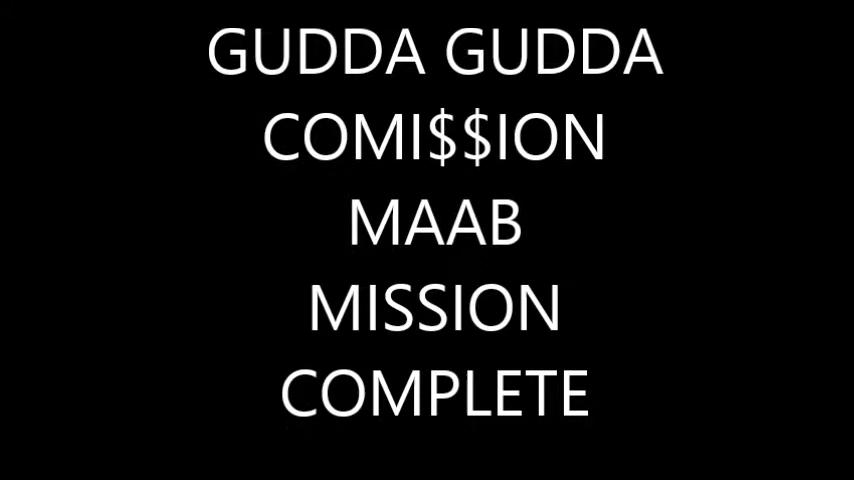 GUDDA GUDDA
COMI$$ION
MAAB
MISSION
COMPLETE